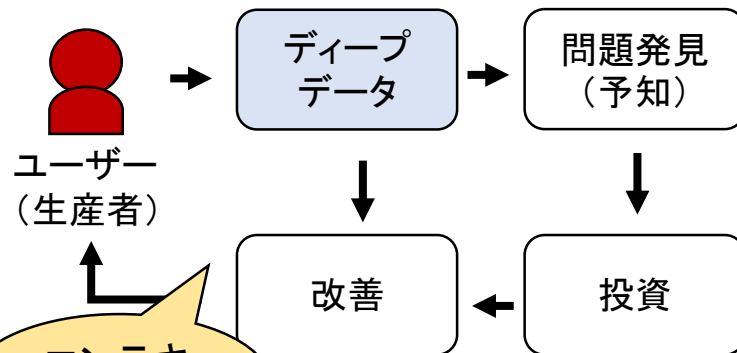 ディープ
データ
問題発見
（予知）
ユーザー
（生産者）
改善
投資